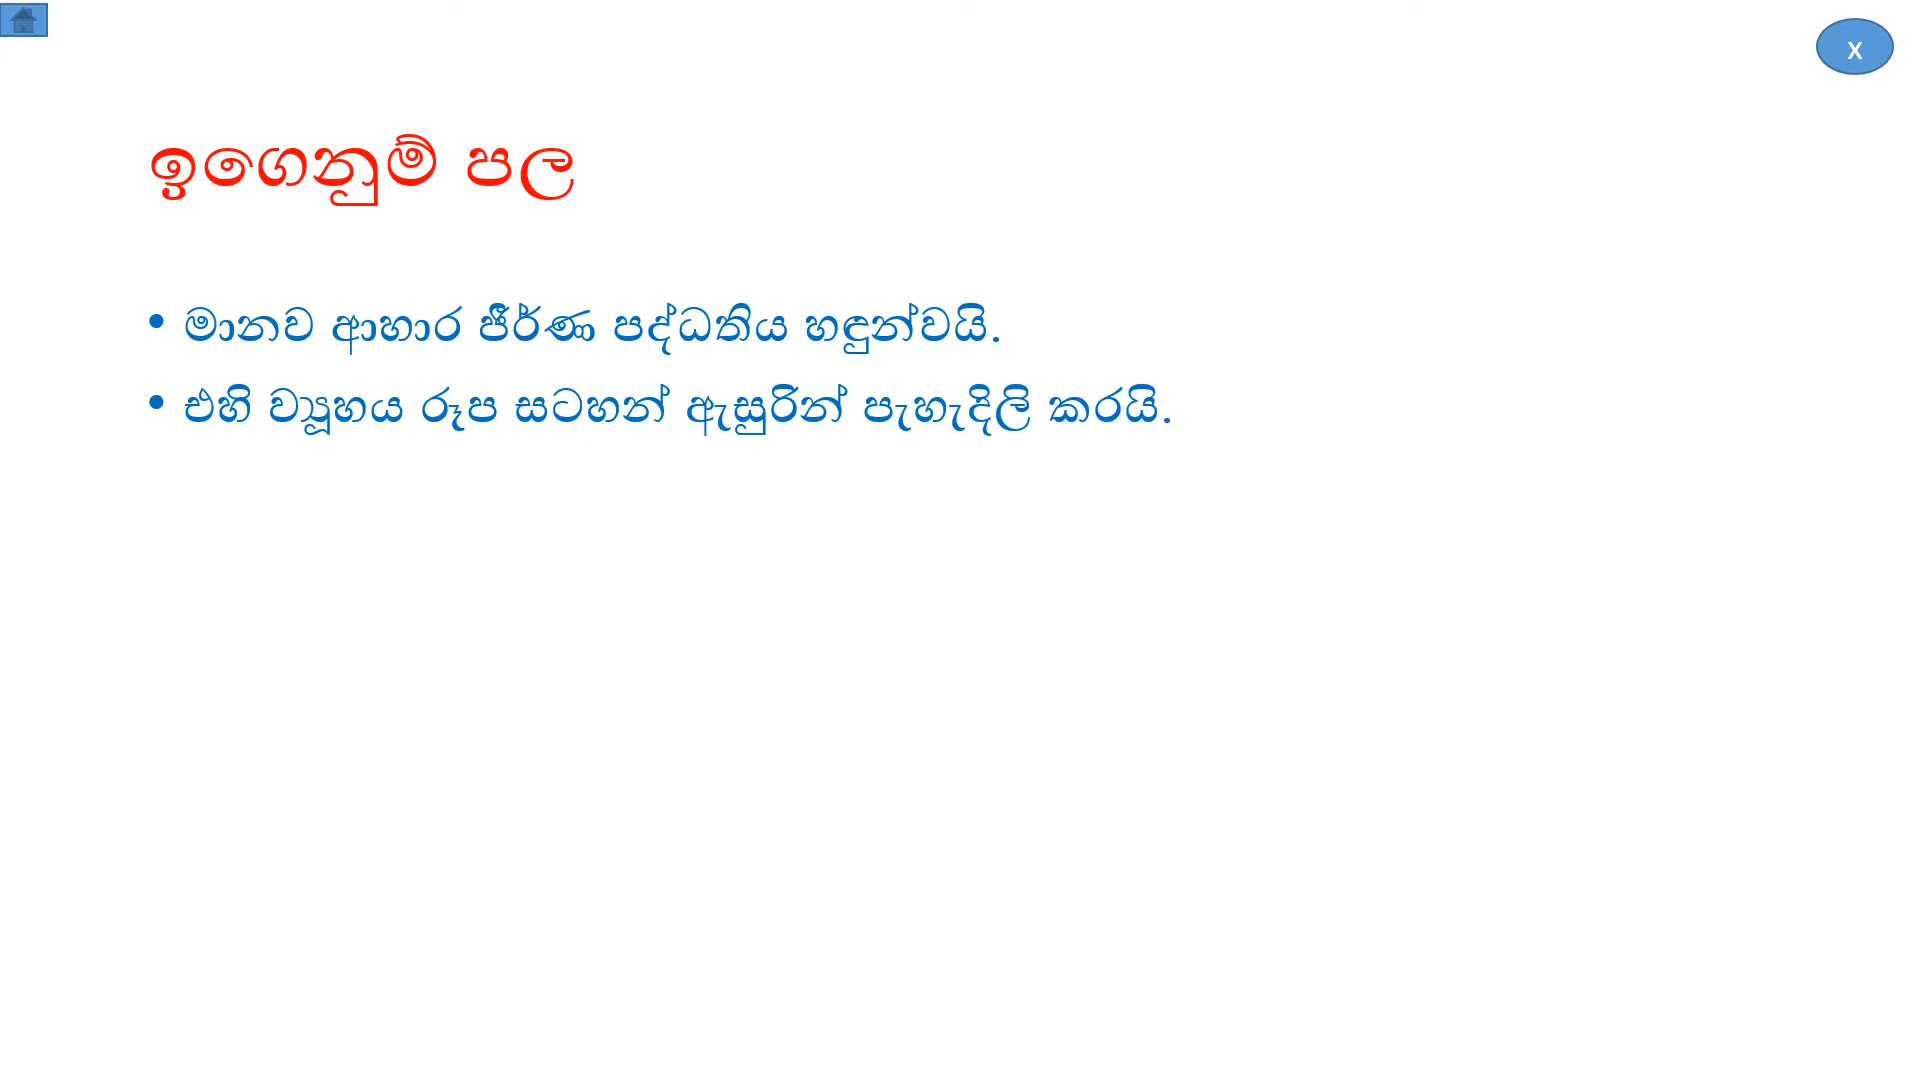 X
ඉගෙනුම් පල
• මානව ආහාර ජීර්ණ පද්ධතිය හඳුන්වයි.
• එහි ව්‍යූහය රූප සටහන් ඇසුරින් පැහැදිලි කරයි.